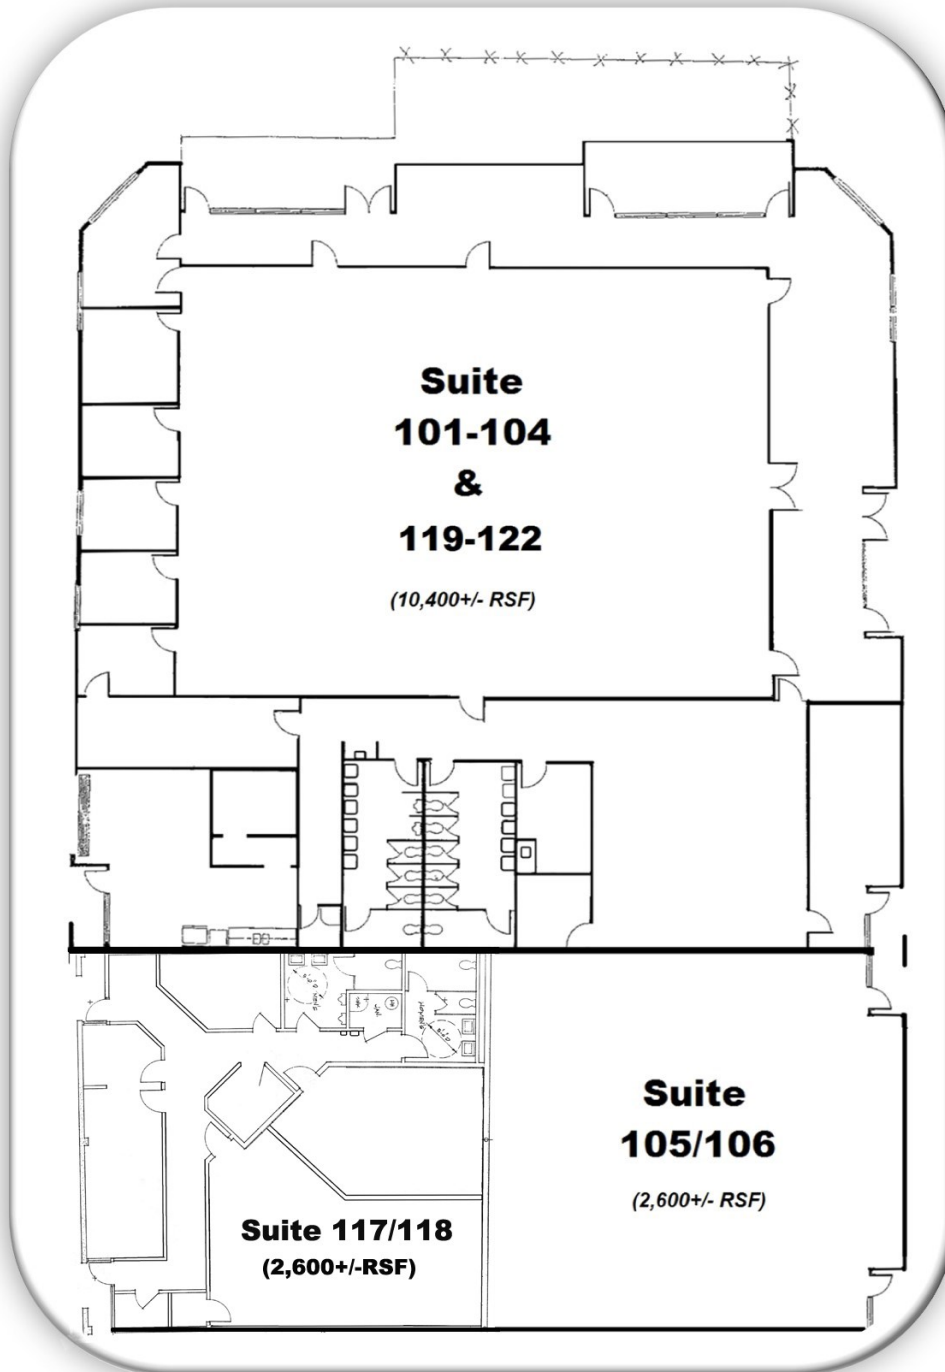 Suite
101-104
&
119-122
(10,400+/- RSF)
Suite
105/106
(2,600+/- RSF)
Suite 117/118
(2,600+/-RSF)